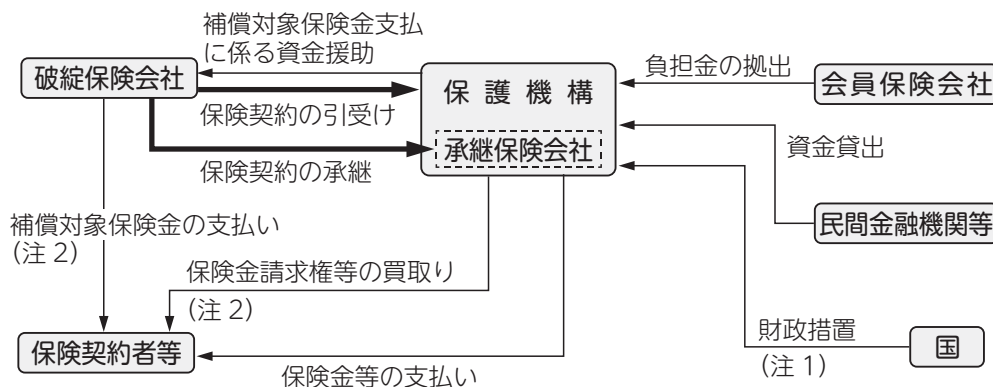 補償対象保険金支払
に係る資金援助
破綻保険会社
保険契約の引受け
保険契約の承継
保護機構
承継保険会社
負担金の拠出
会員保険会社
資金貸出
民間金融機関等
補償対象保険金の支払い
(注 2)
保険金請求権等の買取り
(注 2)
財政措置
(注 1)
国
保険契約者等
保険金等の支払い